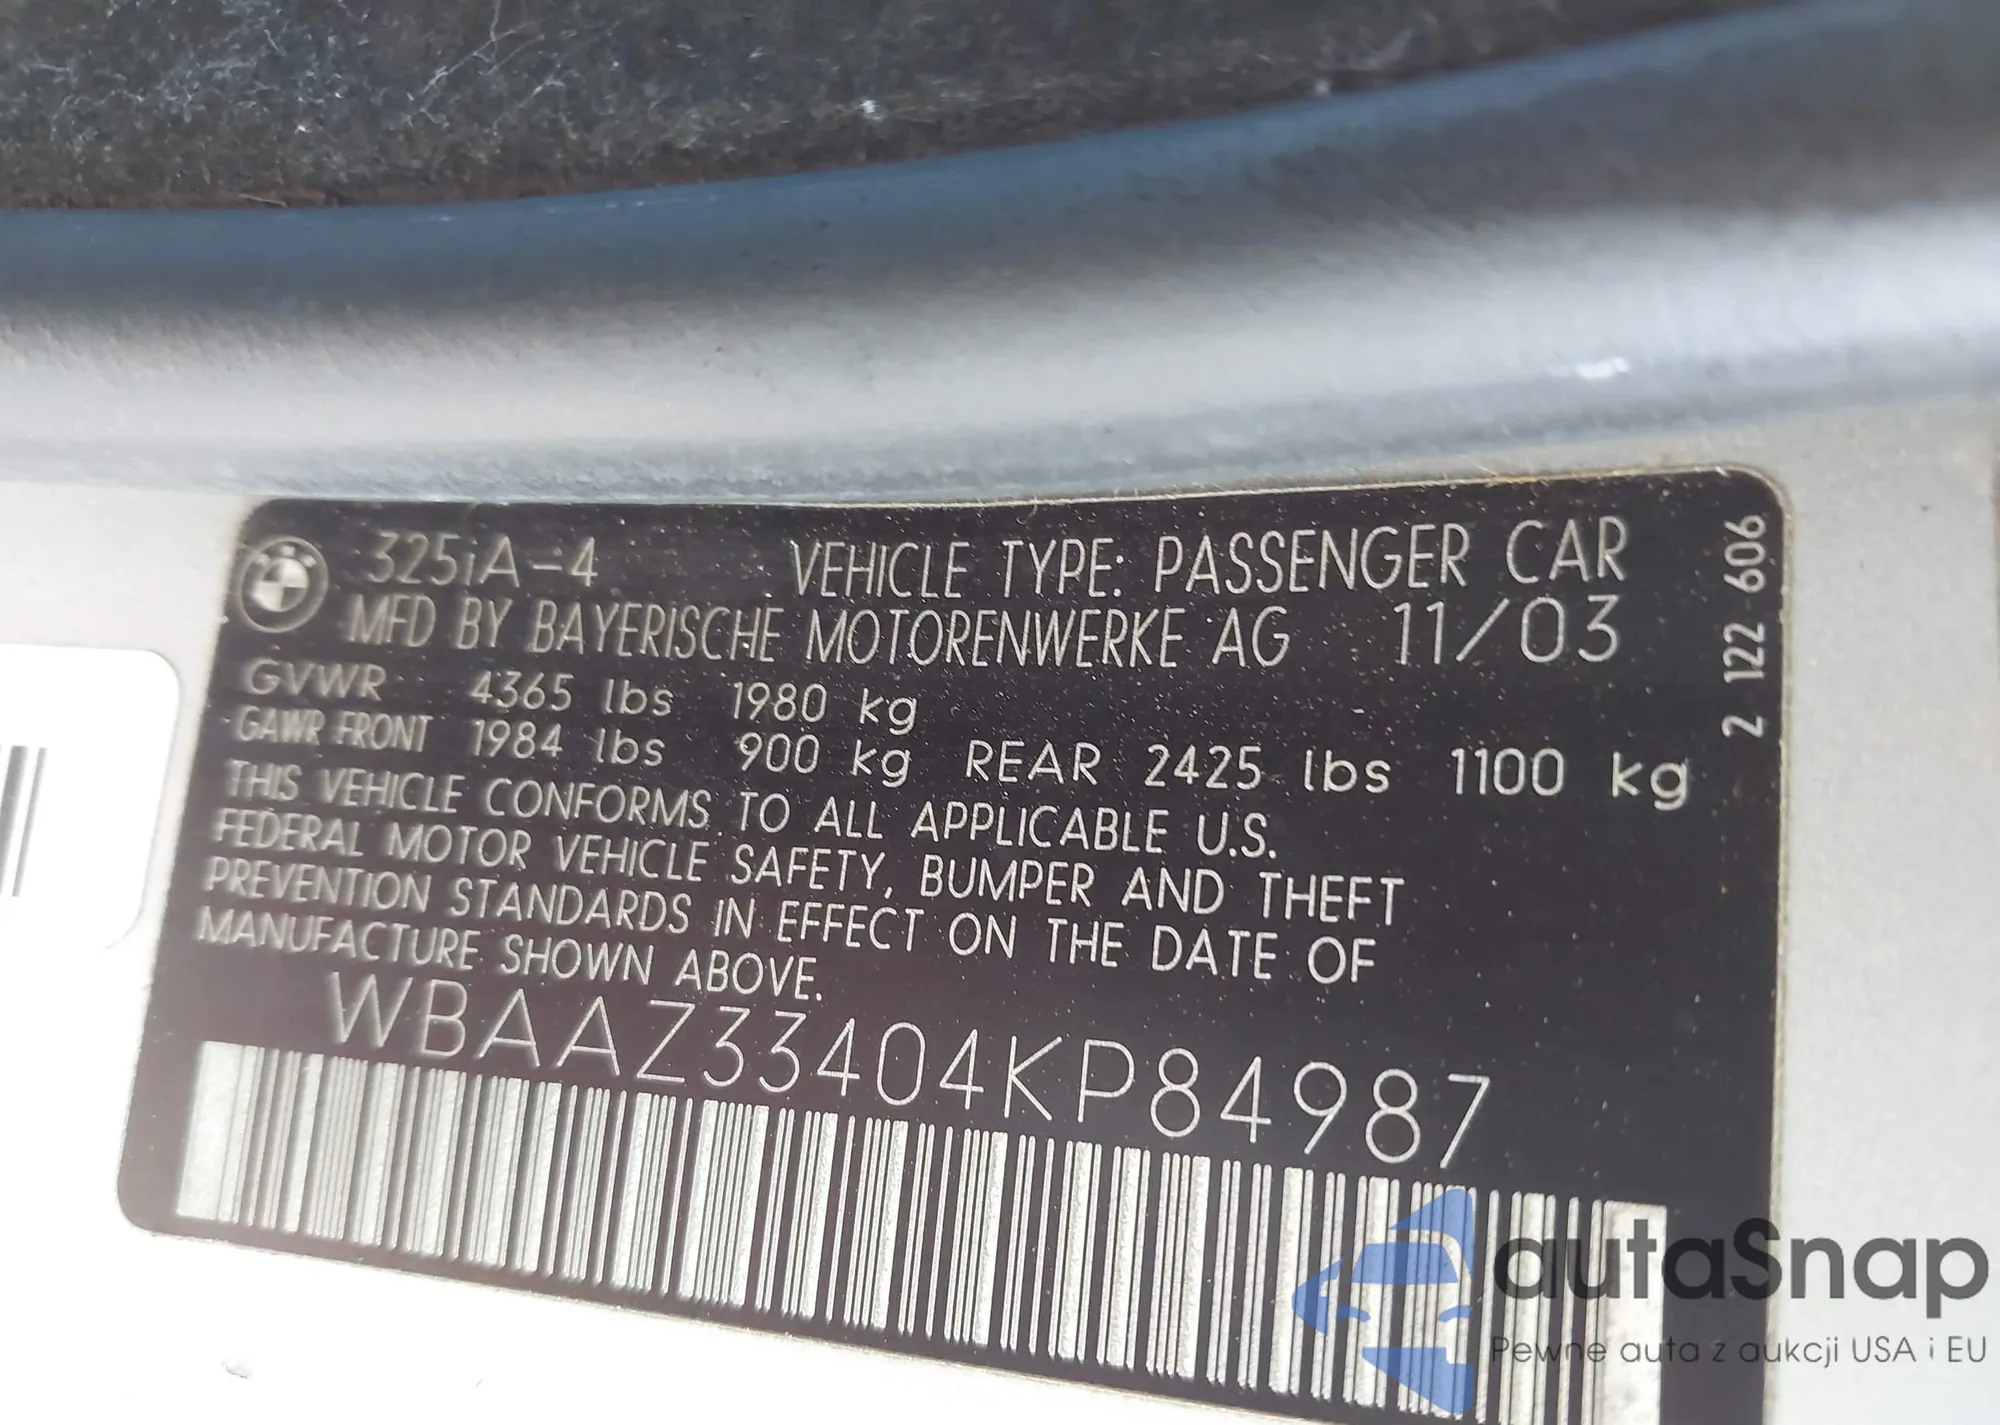 325iA-4 VEHICLE TYPE: PASSENGER CAR
MFD BY BAYERISCHE MOTORENWERKE AG 11/03
GVWR 4365 lbs 1980 kg
GAWR FRONT 1984 lbs 900 kg REAR 2425 lbs 1100 kg
THIS VEHICLE CONFORMS TO ALL APPLICABLE U.S.
FEDERAL MOTOR VEHICLE SAFETY, BUMPER AND THEFT
PREVENTION STANDARDS IN EFFECT ON THE DATE OF
MANUFACTURE SHOWN ABOVE.
WBAAZ33404KP84987
2 122 606
autaSnap
Pewne auta z aukcji USA i EU